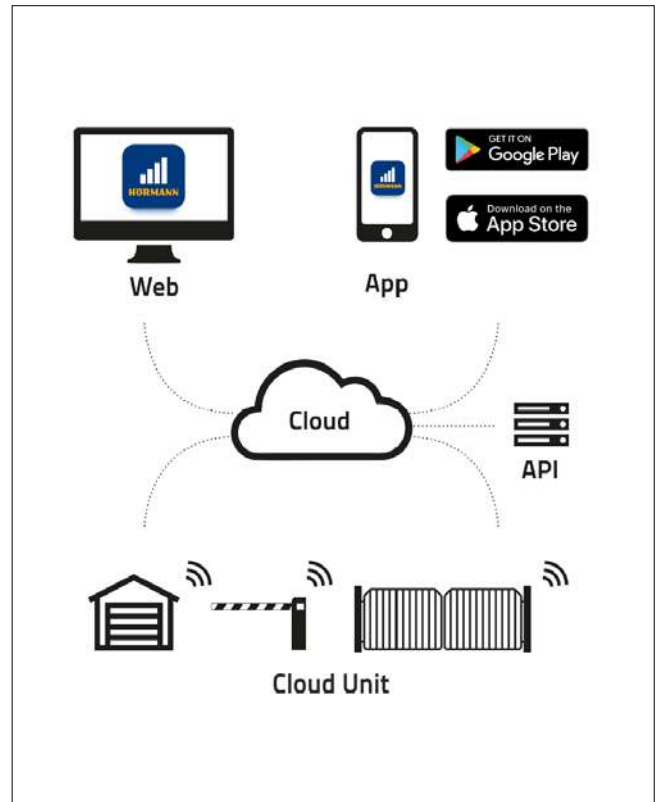 HÖRMANN
HÖRMANN
GET IT ON
Google Play
Download on the
App Store
Web
App
Cloud
API
Cloud Unit